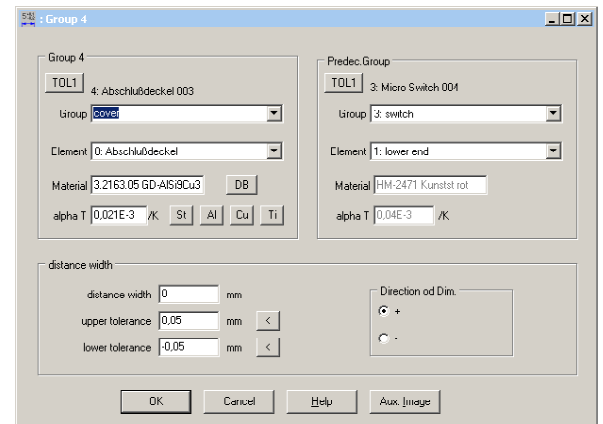 : Group 4
Group 4
TOL1 4: Abschlußdeckel 003
Group cover
Element 0: Abschlußdeckel
Material 3.2163.05 GD-AlSi9Cu3 DB
alpha T 0,021E-3 /K St Al Cu Ti
Predec.Group
TOL1 3: Micro Switch 004
Group 3: switch
Element 1: lower end
Material HM-2471 Kunstst rot
alpha T 0,04E-3 /K
distance width
distance width 0 mm
upper tolerance 0,05 mm <
lower tolerance -0,05 mm <
Direction od Dim.
+
-
OK Cancel Help Aux. Image